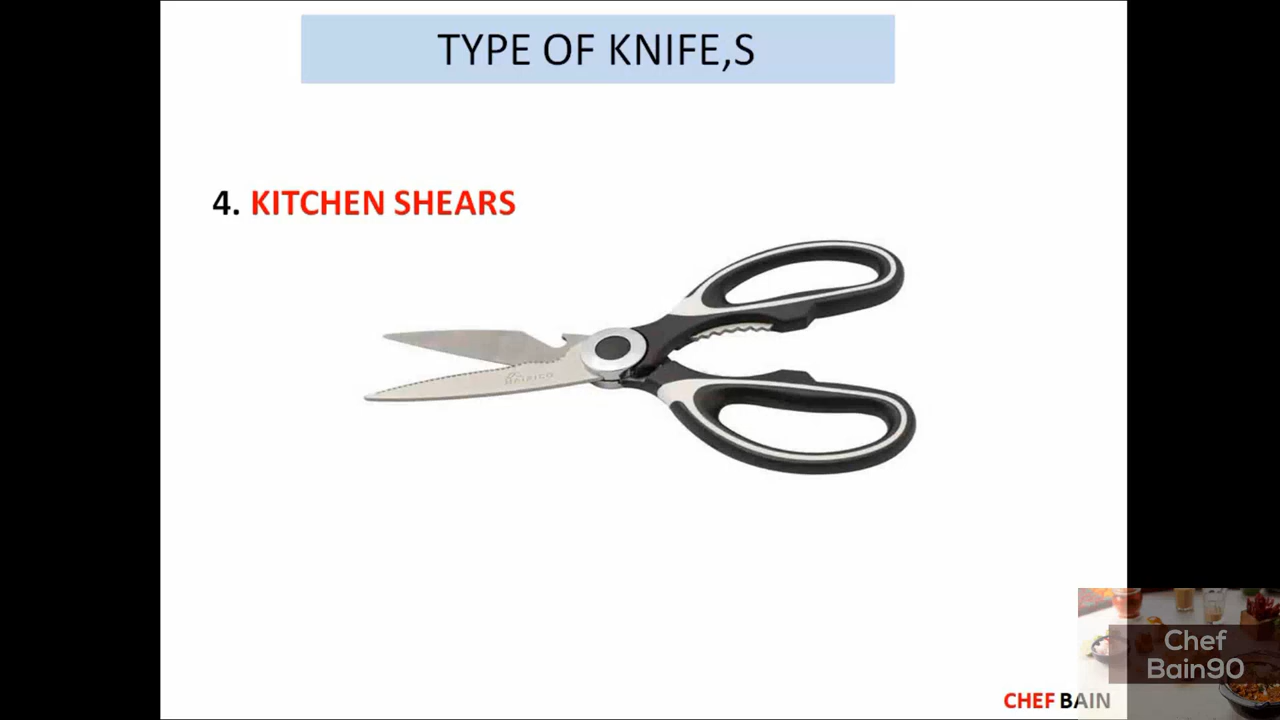 TYPE OF KNIFE,S
4. KITCHEN SHEARS
Chef
Bain90
CHEF BAIN